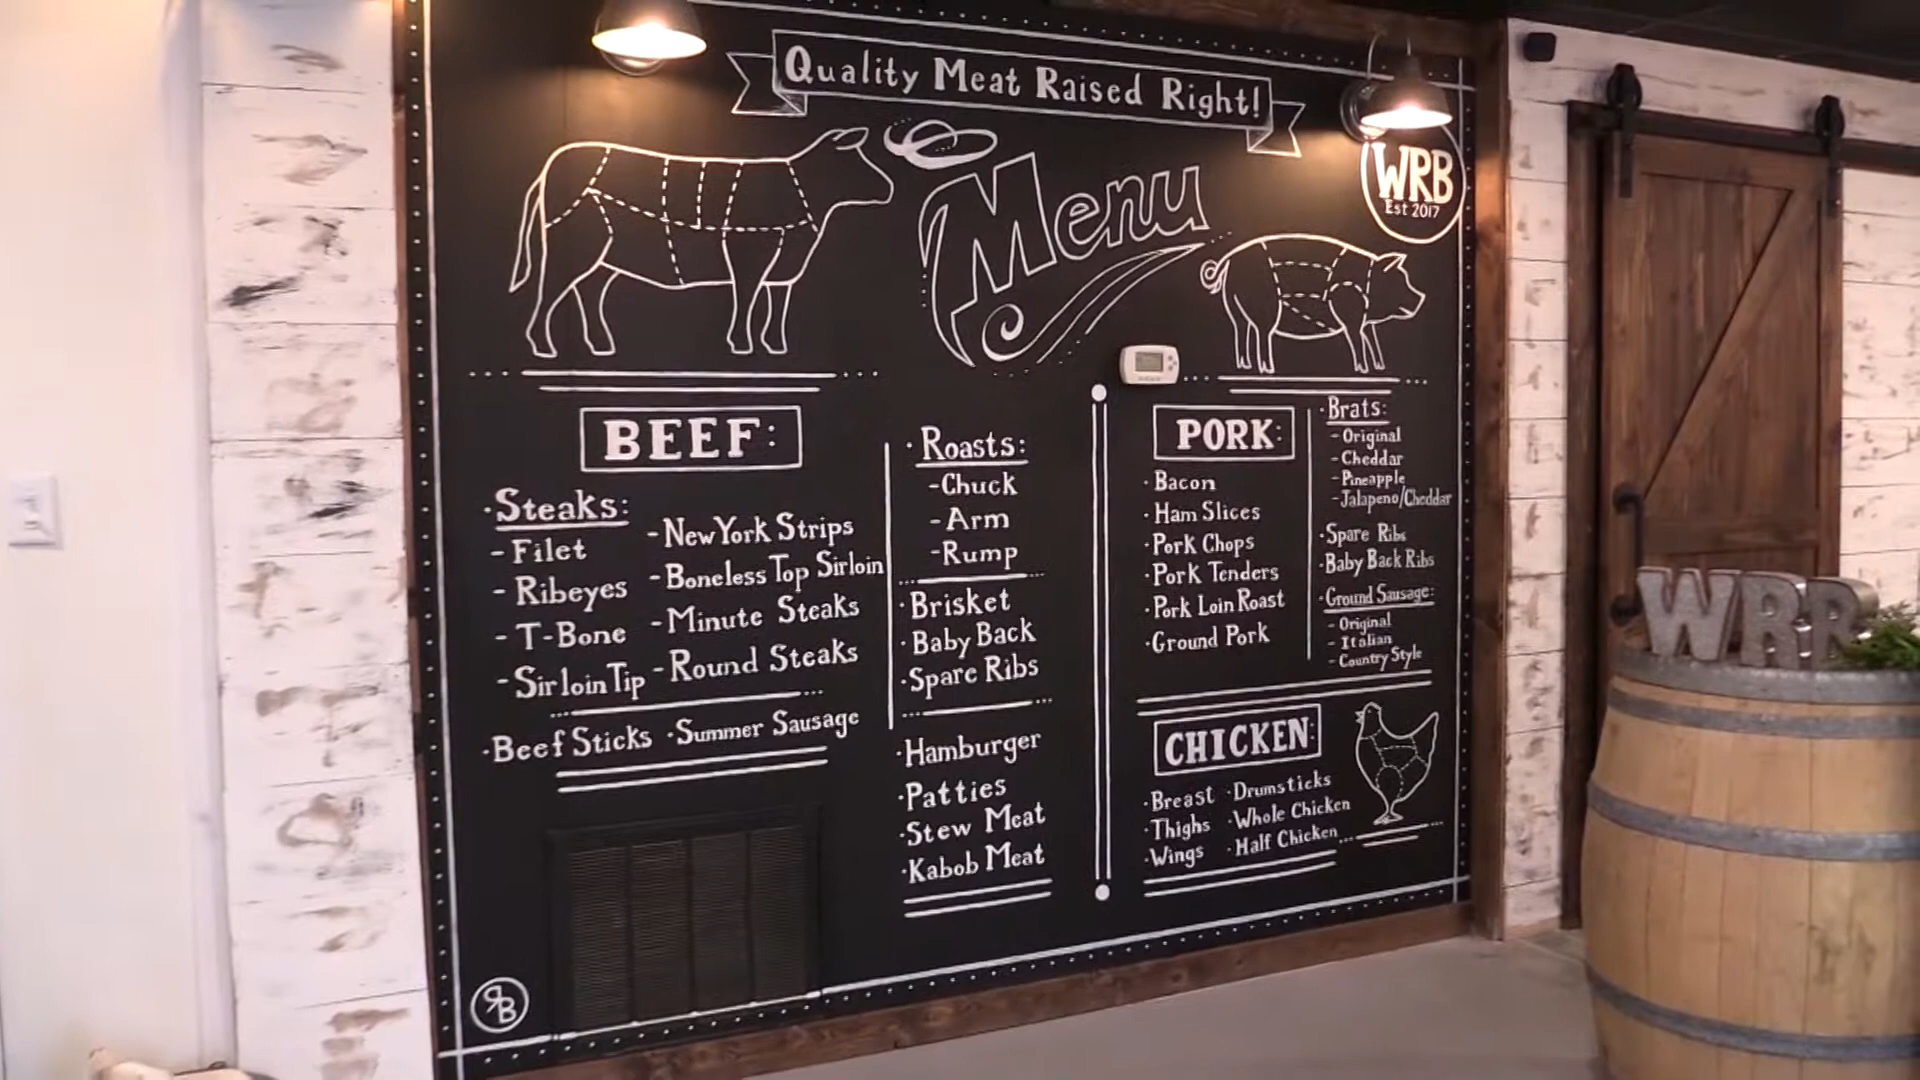 Quality Meat Raised Right!
Menu
WRB
Est 2017
BEEF:
·Steaks:
-Filet
-Ribeyes
-T-Bone
-Sirloin Tip
-New York Strips
-Boneless Top Sirloin
-Minute Steaks
-Round Steaks
·Beef Sticks ·Summer Sausage
·Roasts:
-Chuck
-Arm
-Rump
·Brisket
·Baby Back
·Spare Ribs
·Hamburger
·Patties
·Stew Meat
·Kabob Meat
PORK:
·Bacon
·Ham Slices
·Pork Chops
·Pork Tenders
·Pork Loin Roast
·Ground Pork
·Brats:
-Original
-Cheddar
-Pineapple
-Jalapeno/Cheddar
·Spare Ribs
·Baby Back Ribs
·Ground Sausage:
-Original
-Italian
-Country Style
CHICKEN:
·Breast
·Thighs
·Wings
·Drumsticks
·Whole Chicken
·Half Chicken
RB
WRB